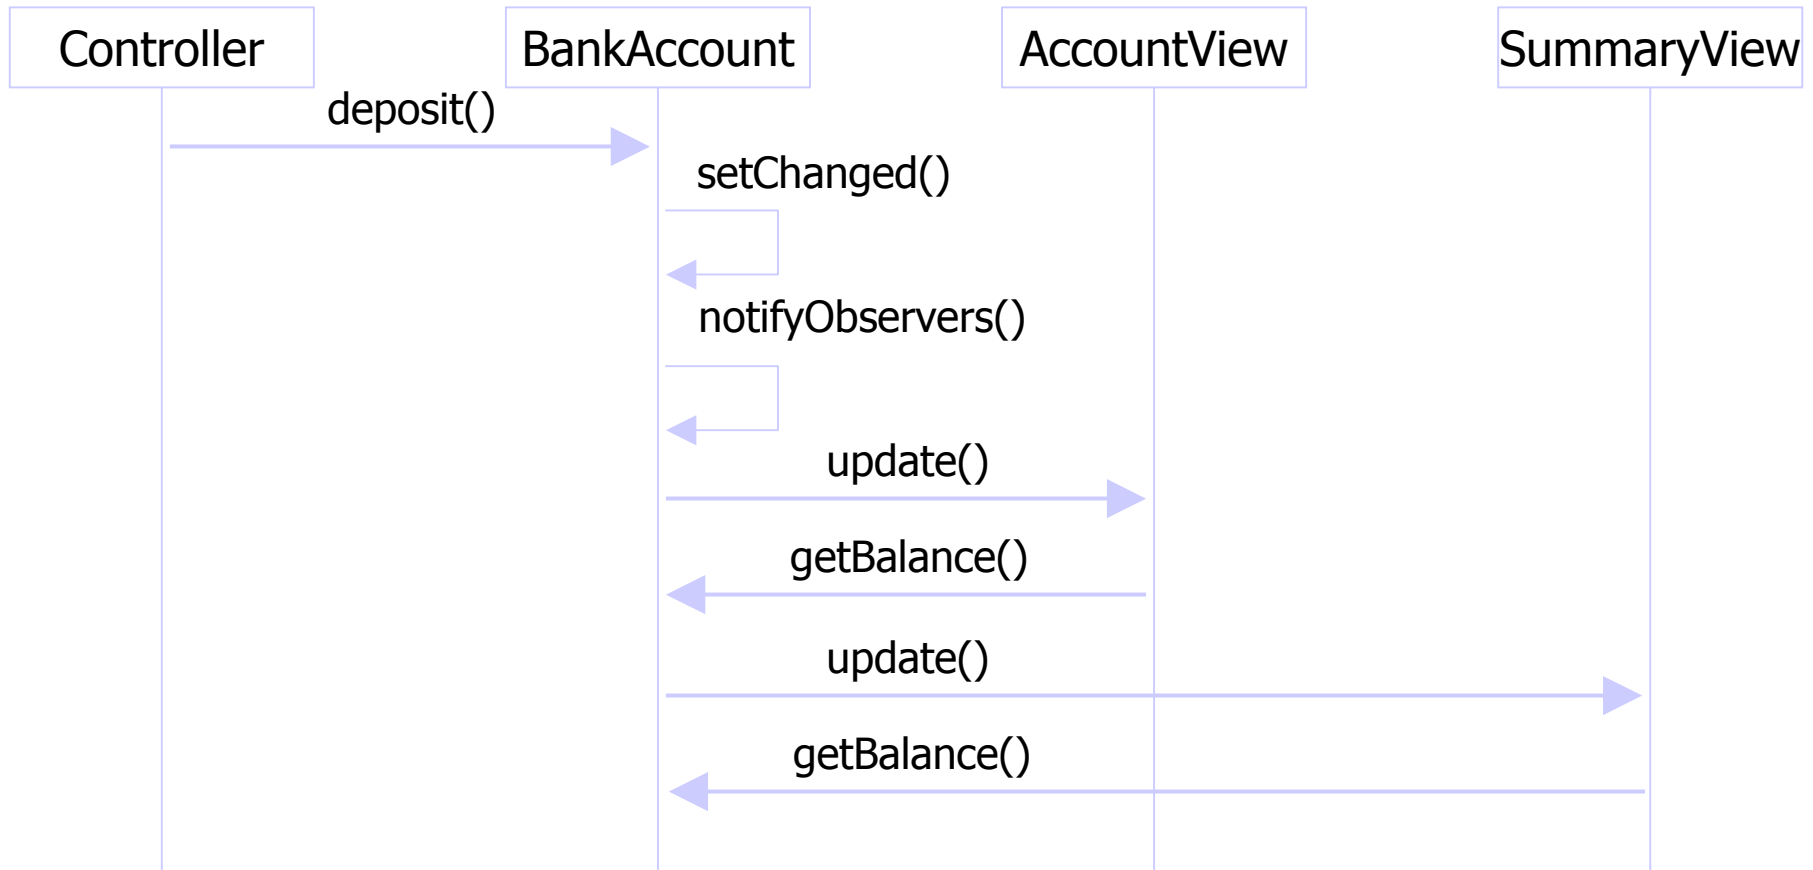 Controller
BankAccount
AccountView
SummaryView
deposit()
setChanged()
notifyObservers()
update()
getBalance()
update()
getBalance()